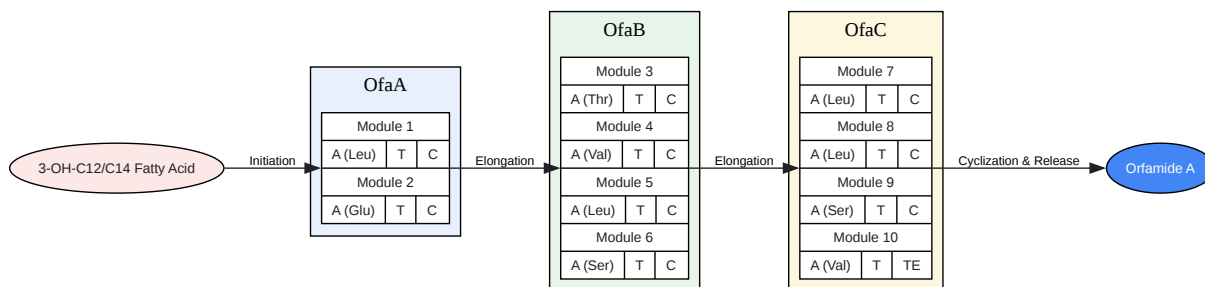 3-OH-C12/C14 Fatty Acid
Initiation
OfaA
Module 1
A (Leu) T C
Module 2
A (Glu) T C
Elongation
OfaB
Module 3
A (Thr) T C
Module 4
A (Val) T C
Module 5
A (Leu) T C
Module 6
A (Ser) T C
Elongation
OfaC
Module 7
A (Leu) T C
Module 8
A (Leu) T C
Module 9
A (Ser) T C
Module 10
A (Val) T TE
Cyclization & Release
Orfamide A